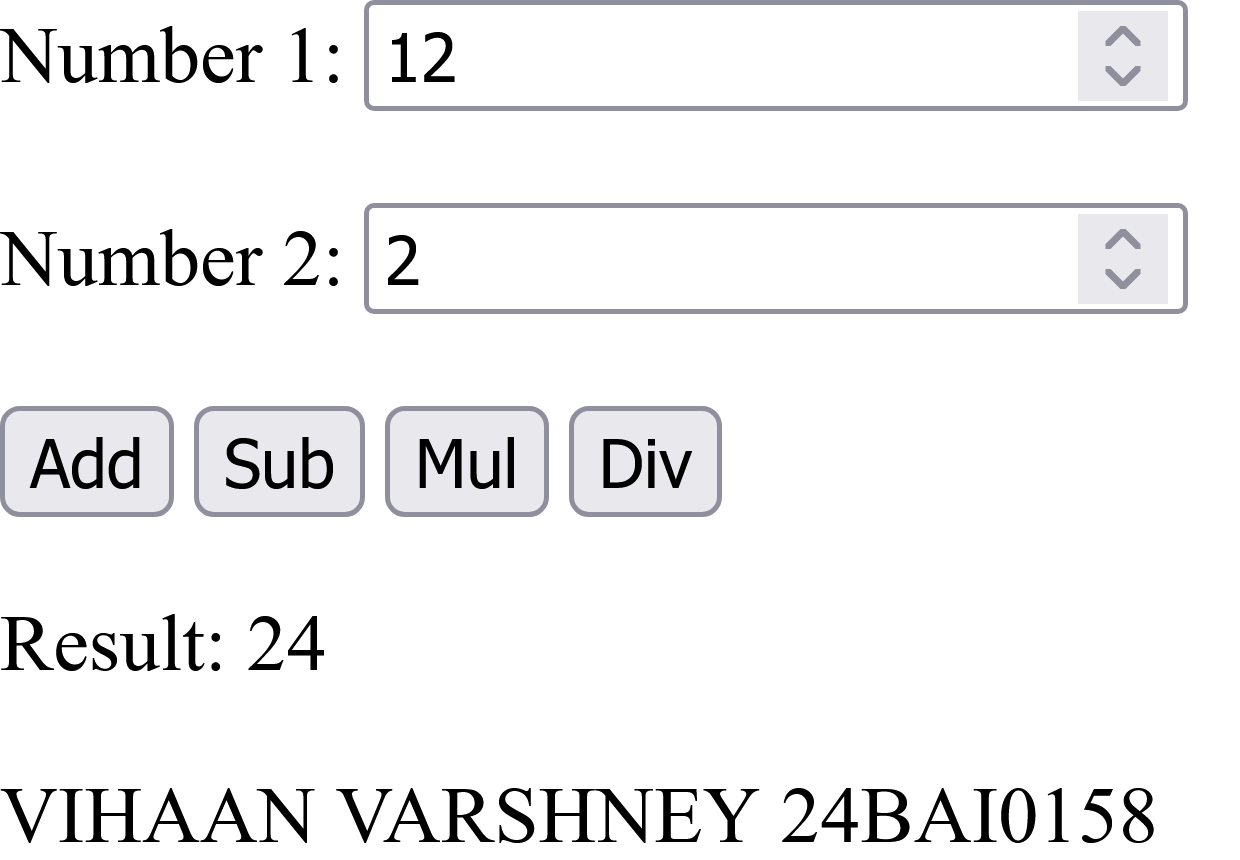 Number 1: 12
Number 2: 2
Add Sub Mul Div
Result: 24
VIHAAN VARSHNEY 24BAI0158